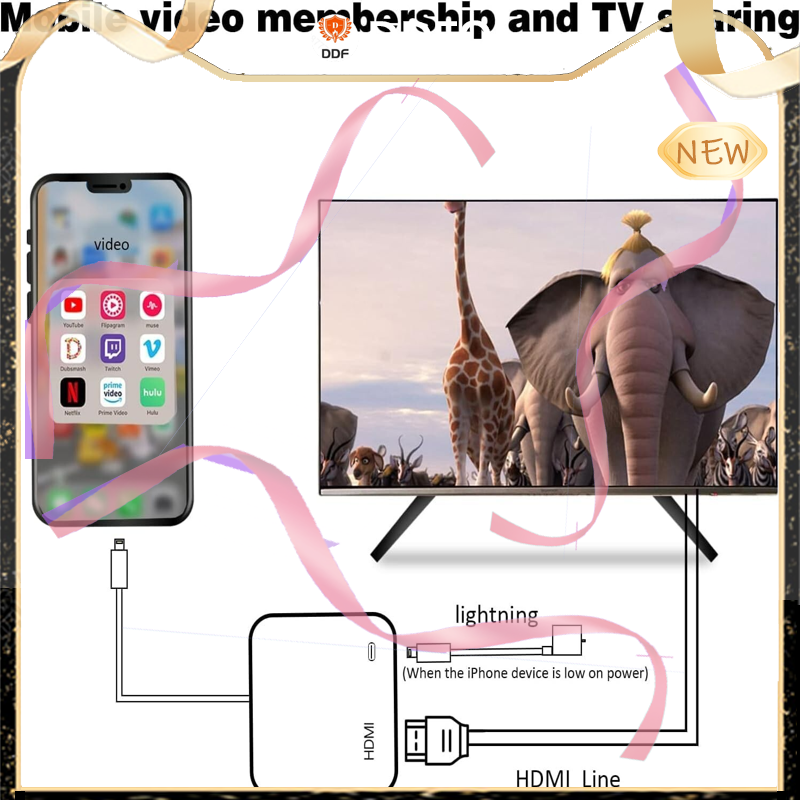 Mobile video membership and TV sharing
DDF
NEW
video
YouTube Flipagram muse
Dubsmash Twitch Vimeo
prime video hulu
Netflix Prime Video Hulu
lightning
(When the iPhone device is low on power)
HDMI
HDMI Line